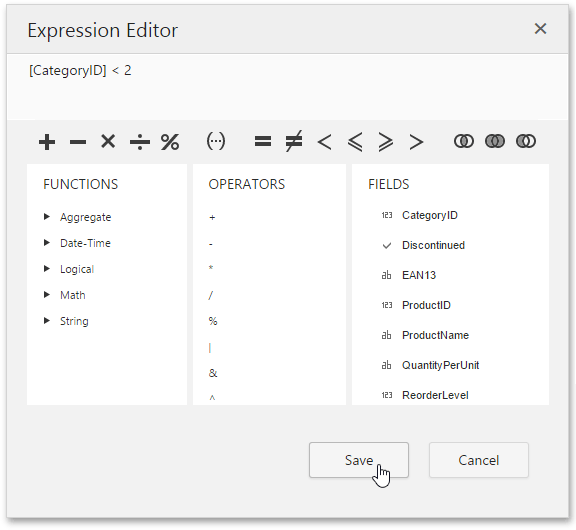 Expression Editor ✕
[CategoryID] < 2
+ − × ÷ % (···) = ≠ < ⩽ ⩾ >
FUNCTIONS
Aggregate
Date-Time
Logical
Math
String
OPERATORS
+
-
*
/
%
|
&
^
FIELDS
123 CategoryID
Discontinued
ab EAN13
123 ProductID
ab ProductName
ab QuantityPerUnit
123 ReorderLevel
Save Cancel